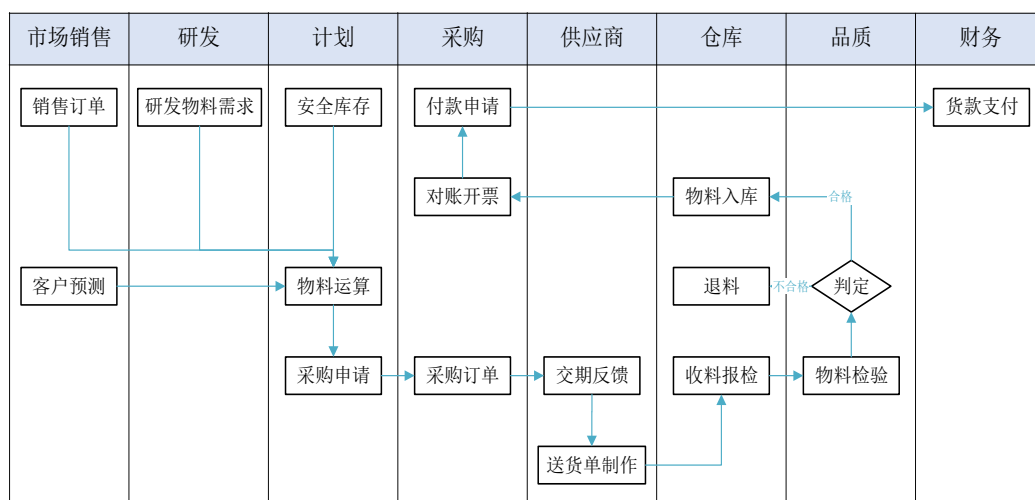 市场销售
研发
计划
采购
供应商
仓库
品质
财务
销售订单
研发物料需求
安全库存
付款申请
货款支付
对账开票
物料入库
合格
客户预测
物料运算
退料
不合格
判定
采购申请
采购订单
交期反馈
收料报检
物料检验
送货单制作